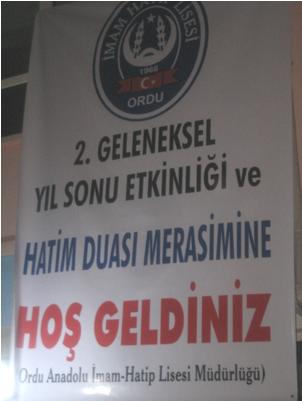 İMAM HATİP LİSESİ
1968
ORDU
2. GELENEKSEL
YIL SONU ETKİNLİĞİ ve
HATİM DUASI MERASİMİNE
HOŞ GELDİNİZ
Ordu Anadolu İmam-Hatip Lisesi Müdürlüğü)